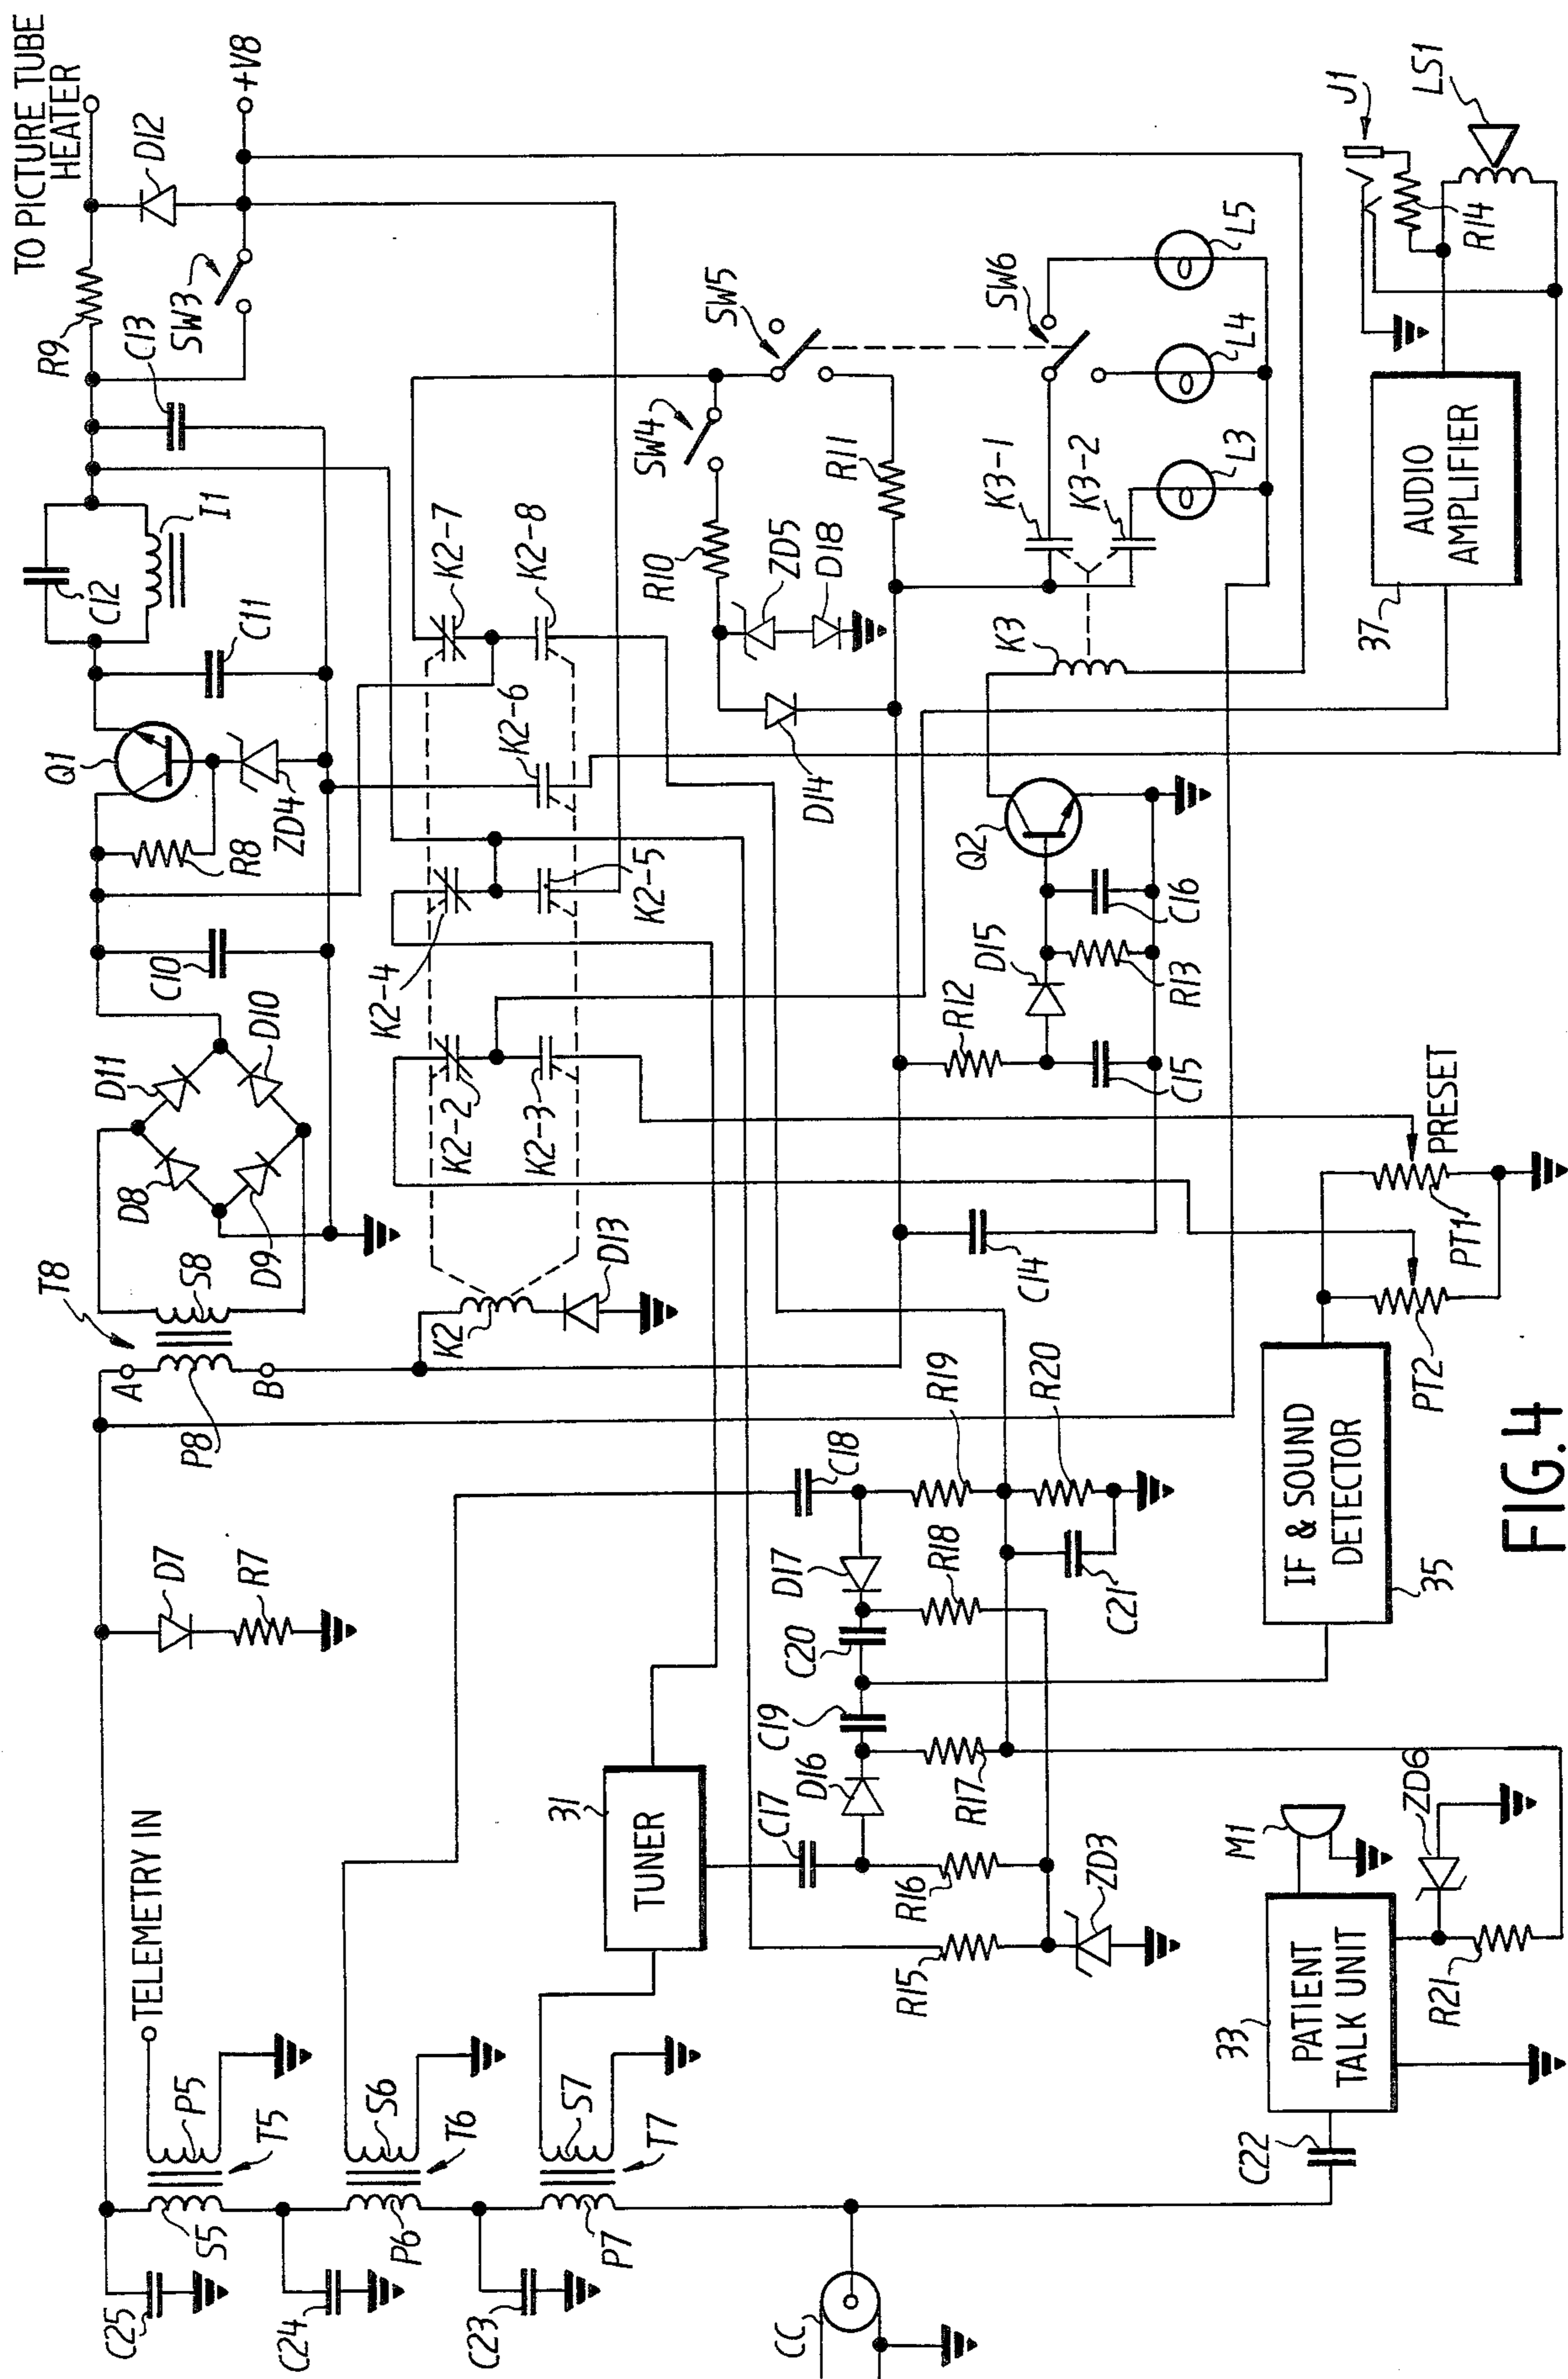 TO PICTURE TUBE
HEATER
+V8
D12
R9
SW3
C13
C12
I1
C11
Q1
ZD4
R8
C10
D11
D10
D8
D9
T8
S8
P8
A
B
K2
D13
K2-2
K2-3
K2-4
K2-5
K2-6
K2-7
K2-8
SW4
SW5
R10
ZD5
D18
D14
R11
SW6
K3-1
K3-2
K3
L3
L4
L5
J1
LS1
R14
AUDIO
AMPLIFIER
37
Q2
C16
D15
R13
R12
C15
C14
PRESET
PT1
PT2
IF & SOUND
DETECTOR
35
D7
R7
C18
R19
R20
D17
R18
C21
C20
C19
D16
R17
C17
R16
R15
ZD3
TUNER
31
TELEMETRY IN
P5
T5
S5
C25
S6
T6
P6
C24
S7
T7
P7
C23
CC
C22
PATIENT
TALK UNIT
33
M1
ZD6
R21
FIG. 4